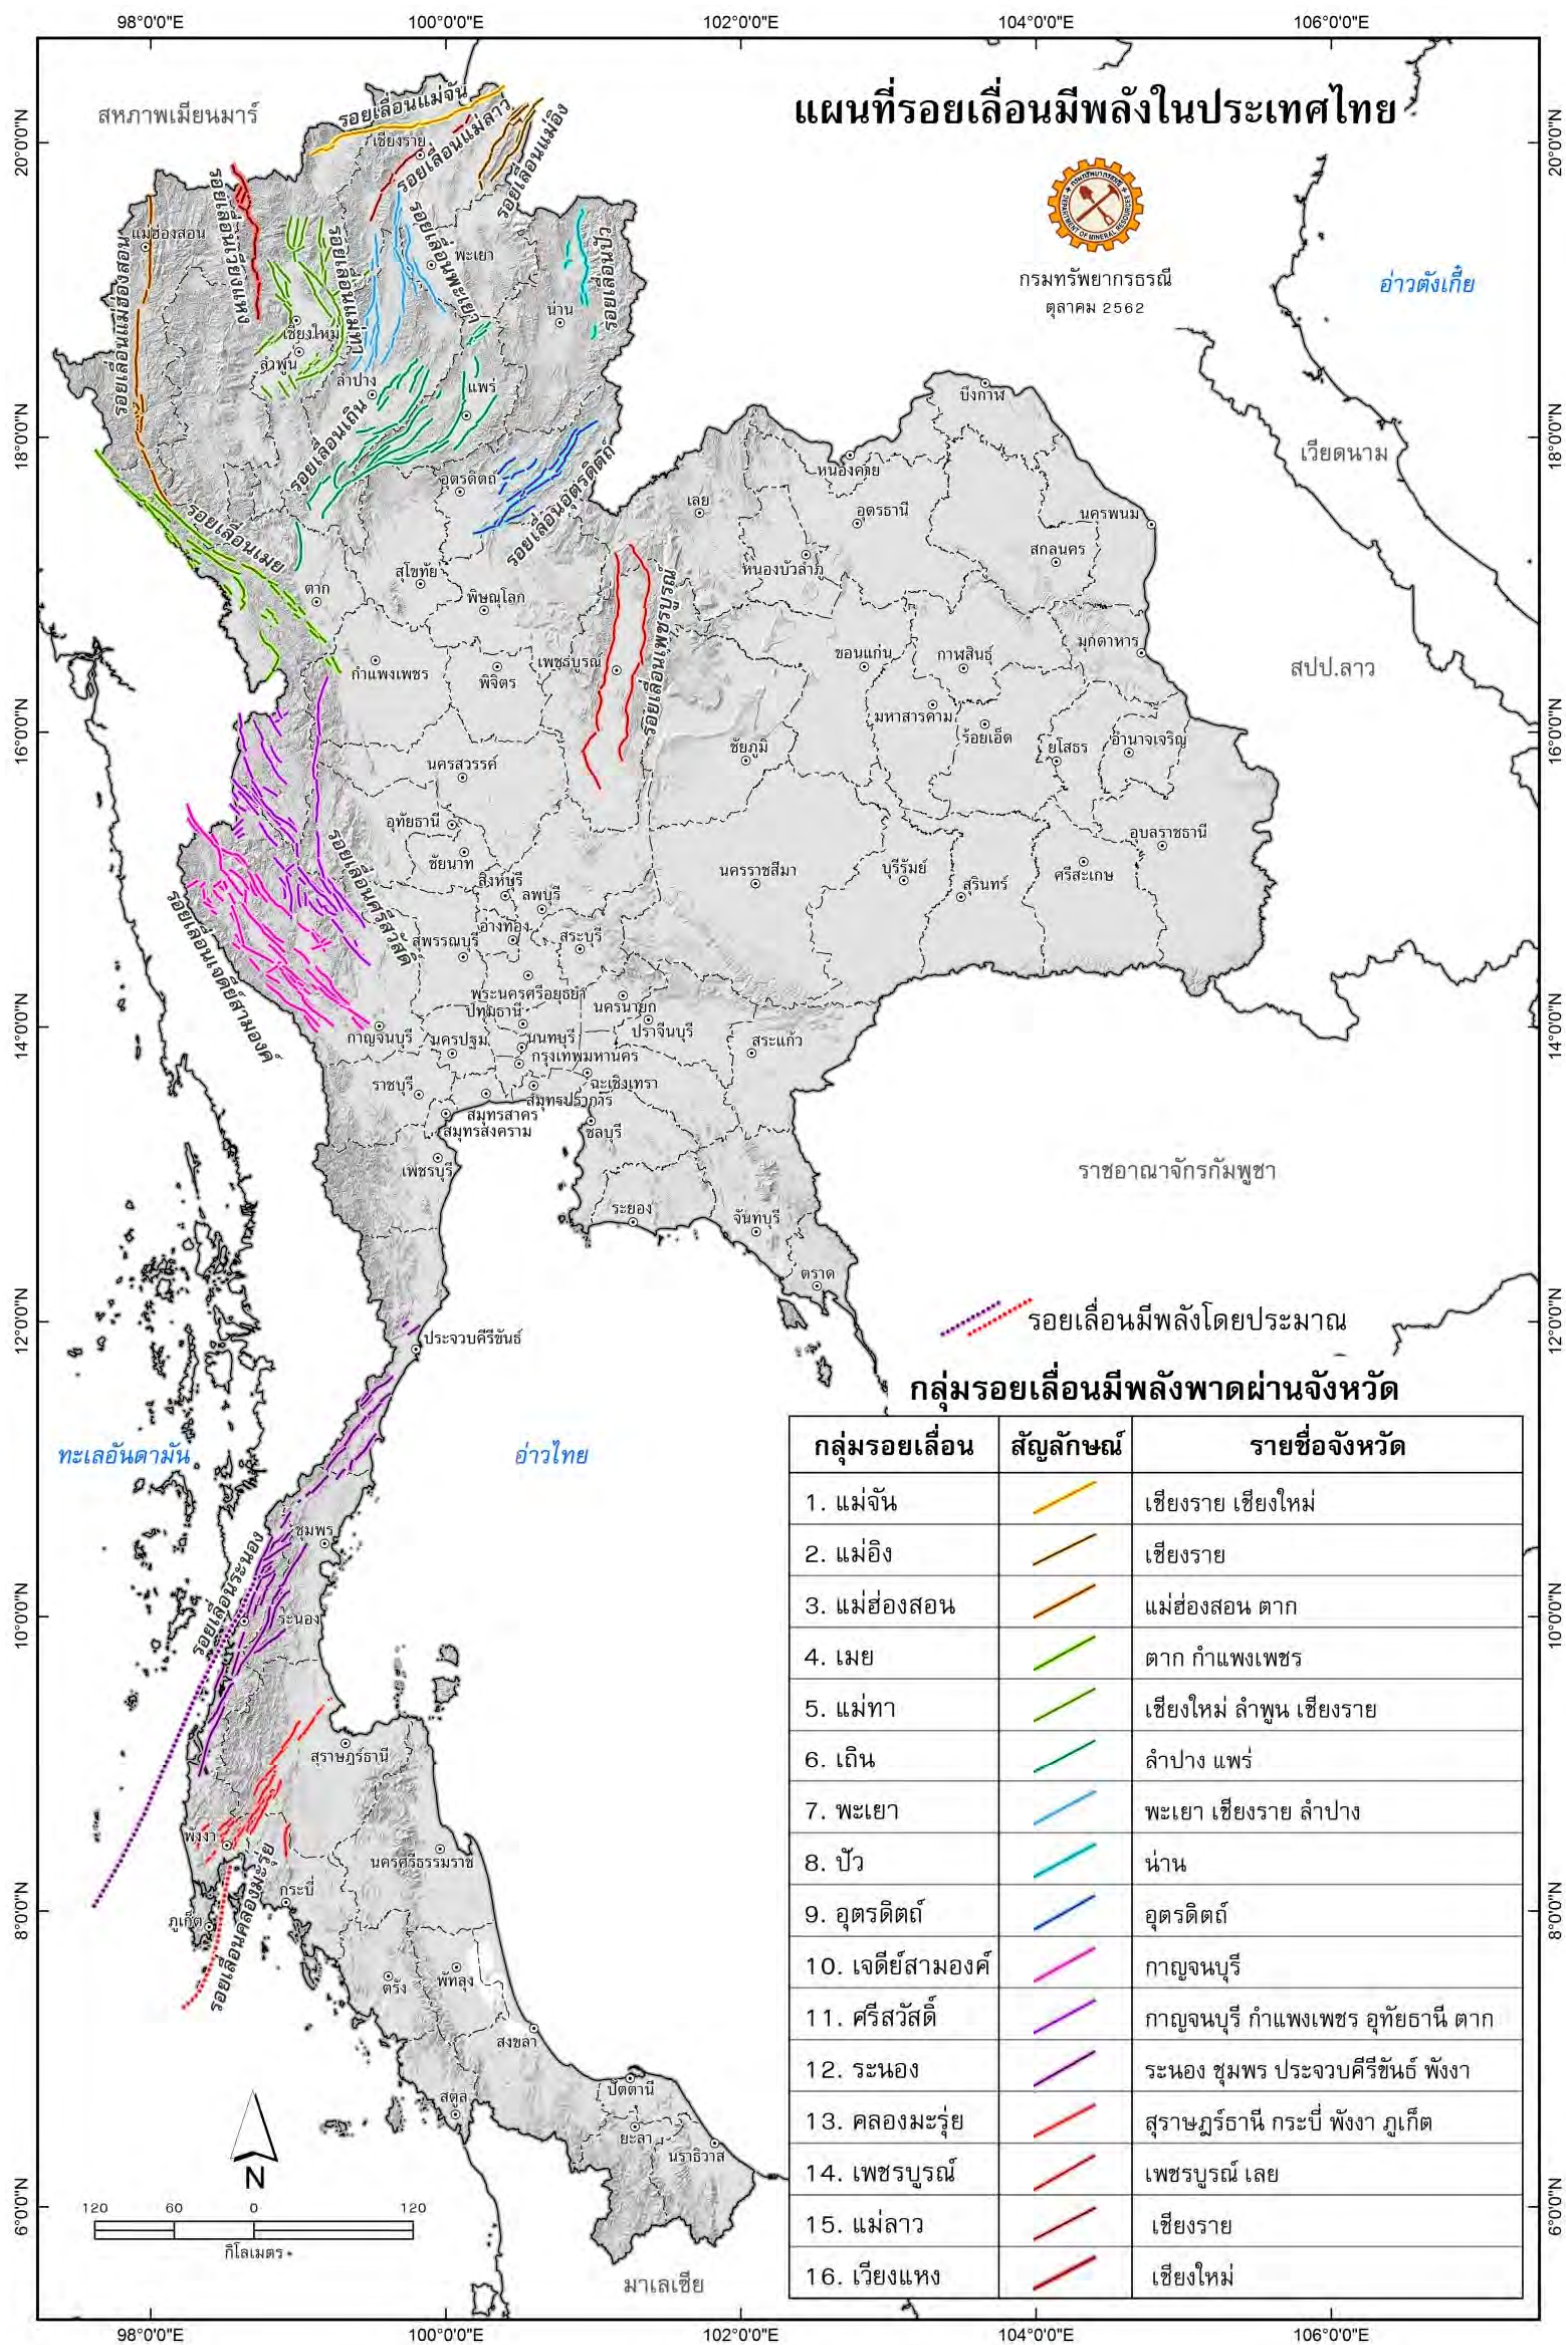 98°0'0"E 100°0'0"E 102°0'0"E 104°0'0"E 106°0'0"E
แผนที่รอยเลื่อนมีพลังในประเทศไทย
กรมทรัพยากรธรณี
DEPARTMENT OF MINERAL RESOURCES
กรมทรัพยากรธรณี
ตุลาคม 2562
สหภาพเมียนมาร์
อ่าวตังเกี๋ย
เวียดนาม
สปป.ลาว
ราชอาณาจักรกัมพูชา
ทะเลอันดามัน
อ่าวไทย
มาเลเซีย
20°0'0"N
18°0'0"N
16°0'0"N
14°0'0"N
12°0'0"N
10°0'0"N
8°0'0"N
6°0'0"N
20°0'0"N
18°0'0"N
16°0'0"N
14°0'0"N
12°0'0"N
10°0'0"N
8°0'0"N
6°0'0"N
รอยเลื่อนแม่จัน
รอยเลื่อนแม่ลาว
รอยเลื่อนแม่อิง
รอยเลื่อนเวียงแหง
รอยเลื่อนแม่ฮ่องสอน
รอยเลื่อนแม่ทา
รอยเลื่อนพะเยา
รอยเลื่อนปัว
รอยเลื่อนเถิน
รอยเลื่อนอุตรดิตถ์
รอยเลื่อนเมย
รอยเลื่อนเพชรบูรณ์
รอยเลื่อนศรีสวัสดิ์
รอยเลื่อนเจดีย์สามองค์
รอยเลื่อนระนอง
รอยเลื่อนคลองมะรุ่ย
เชียงราย
แม่ฮ่องสอน
พะเยา
น่าน
เชียงใหม่
ลำพูน
ลำปาง
แพร่
อุตรดิตถ์
บึงกาฬ
หนองคาย
เลย
อุดรธานี
นครพนม
สกลนคร
หนองบัวลำภู
สุโขทัย
ตาก
พิษณุโลก
กำแพงเพชร
พิจิตร
เพชรบูรณ์
ขอนแก่น
กาฬสินธุ์
มุกดาหาร
มหาสารคาม
ร้อยเอ็ด
ยโสธร
อำนาจเจริญ
ชัยภูมิ
นครสวรรค์
อุทัยธานี
ชัยนาท
สิงห์บุรี
ลพบุรี
อ่างทอง
สุพรรณบุรี
สระบุรี
นครราชสีมา
บุรีรัมย์
สุรินทร์
ศรีสะเกษ
อุบลราชธานี
พระนครศรีอยุธยา
ปทุมธานี
นครนายก
ปราจีนบุรี
กาญจนบุรี
นครปฐม
นนทบุรี
สระแก้ว
กรุงเทพมหานคร
ราชบุรี
ฉะเชิงเทรา
สมุทรปราการ
สมุทรสาคร
สมุทรสงคราม
ชลบุรี
เพชรบุรี
ระยอง
จันทบุรี
ตราด
ประจวบคีรีขันธ์
ชุมพร
ระนอง
สุราษฎร์ธานี
พังงา
นครศรีธรรมราช
กระบี่
ภูเก็ต
ตรัง
พัทลุง
สงขลา
สตูล
ปัตตานี
ยะลา
นราธิวาส
รอยเลื่อนมีพลังโดยประมาณ
กลุ่มรอยเลื่อนมีพลังพาดผ่านจังหวัด
กลุ่มรอยเลื่อน สัญลักษณ์ รายชื่อจังหวัด
1. แม่จัน เชียงราย เชียงใหม่
2. แม่อิง เชียงราย
3. แม่ฮ่องสอน แม่ฮ่องสอน ตาก
4. เมย ตาก กำแพงเพชร
5. แม่ทา เชียงใหม่ ลำพูน เชียงราย
6. เถิน ลำปาง แพร่
7. พะเยา พะเยา เชียงราย ลำปาง
8. ปัว น่าน
9. อุตรดิตถ์ อุตรดิตถ์
10. เจดีย์สามองค์ กาญจนบุรี
11. ศรีสวัสดิ์ กาญจนบุรี กำแพงเพชร อุทัยธานี ตาก
12. ระนอง ระนอง ชุมพร ประจวบคีรีขันธ์ พังงา
13. คลองมะรุ่ย สุราษฎร์ธานี กระบี่ พังงา ภูเก็ต
14. เพชรบูรณ์ เพชรบูรณ์ เลย
15. แม่ลาว เชียงราย
16. เวียงแหง เชียงใหม่
N
120 60 0 120
กิโลเมตร
98°0'0"E 100°0'0"E 102°0'0"E 104°0'0"E 106°0'0"E